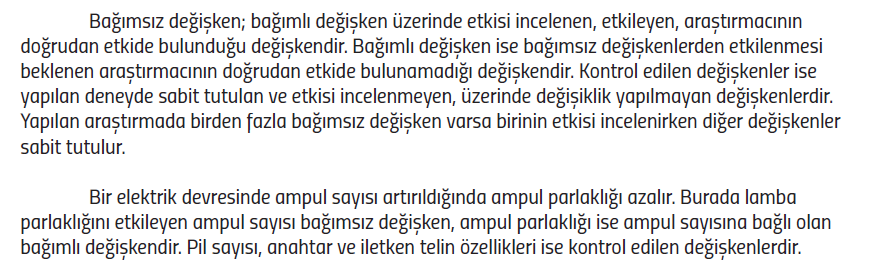 Bağımsız değişken; bağımlı değişken üzerinde etkisi incelenen, etkileyen, araştırmacının
doğrudan etkide bulunduğu değişkendir. Bağımlı değişken ise bağımsız değişkenlerden etkilenmesi
beklenen araştırmacının doğrudan etkide bulunamadığı değişkendir. Kontrol edilen değişkenler ise
yapılan deneyde sabit tutulan ve etkisi incelenmeyen, üzerinde değişiklik yapılmayan değişkenlerdir.
Yapılan araştırmada birden fazla bağımsız değişken varsa birinin etkisi incelenirken diğer değişkenler
sabit tutulur.
Bir elektrik devresinde ampul sayısı artırıldığında ampul parlaklığı azalır. Burada lamba
parlaklığını etkileyen ampul sayısı bağımsız değişken, ampul parlaklığı ise ampul sayısına bağlı olan
bağımlı değişkendir. Pil sayısı, anahtar ve iletken telin özellikleri ise kontrol edilen değişkenlerdir.